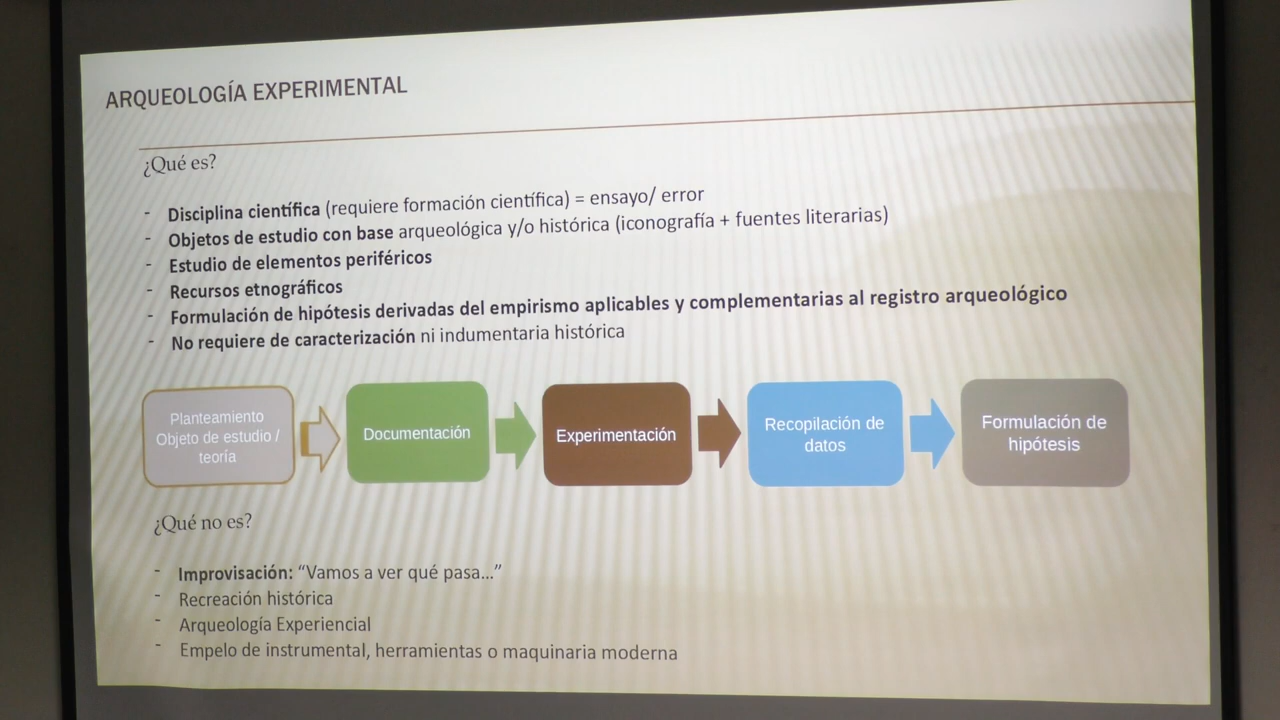 ARQUEOLOGÍA EXPERIMENTAL
¿Qué es?
- Disciplina científica (requiere formación científica) = ensayo/ error
- Objetos de estudio con base arqueológica y/o histórica (iconografía + fuentes literarias)
- Estudio de elementos periféricos
- Recursos etnográficos
- Formulación de hipótesis derivadas del empirismo aplicables y complementarias al registro arqueológico
- No requiere de caracterización ni indumentaria histórica
Planteamiento
Objeto de estudio /
teoría
Documentación
Experimentación
Recopilación de
datos
Formulación de
hipótesis
¿Qué no es?
- Improvisación: “Vamos a ver qué pasa...”
- Recreación histórica
- Arqueología Experiencial
- Empelo de instrumental, herramientas o maquinaria moderna